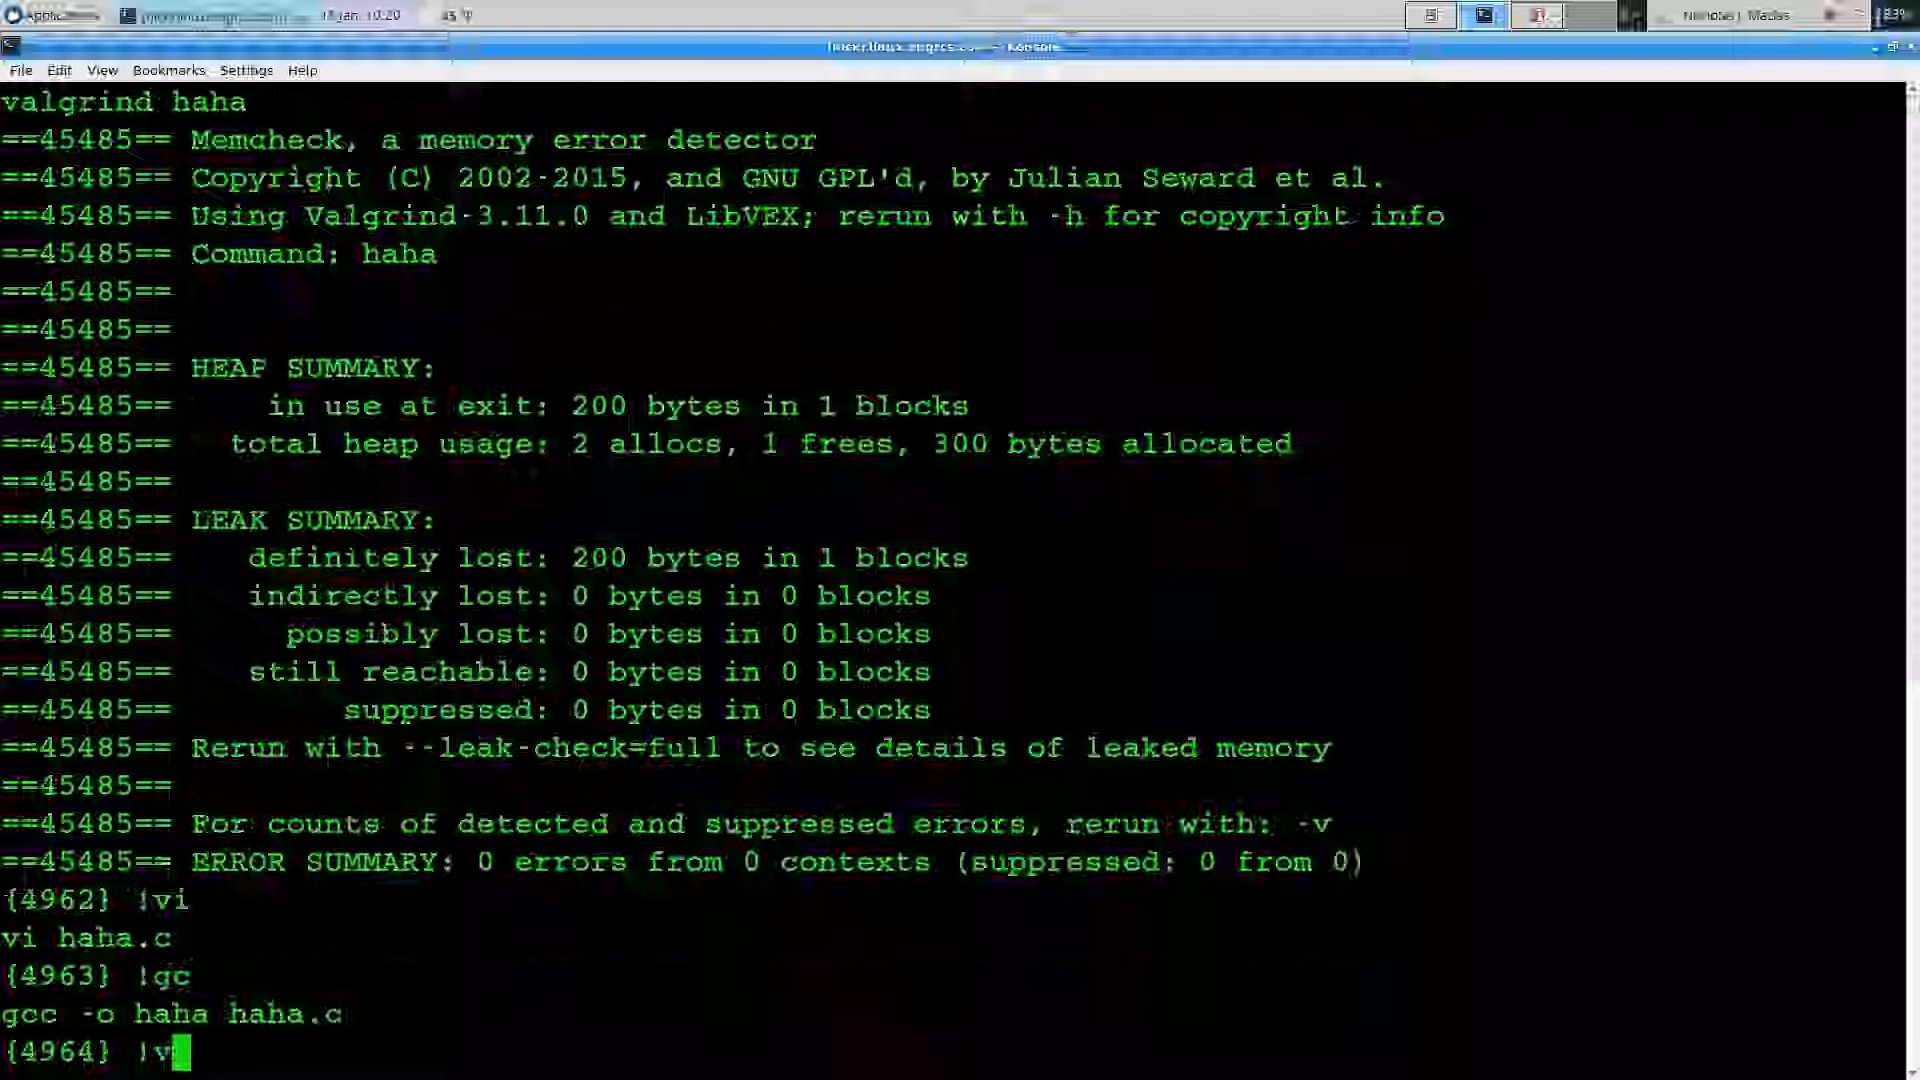 Applications
10:20
Konsole
File Edit View Bookmarks Settings Help
valgrind haha
==45485== Memcheck, a memory error detector
==45485== Copyright (C) 2002-2015, and GNU GPL'd, by Julian Seward et al.
==45485== Using Valgrind-3.11.0 and LibVEX; rerun with -h for copyright info
==45485== Command: haha
==45485==
==45485==
==45485== HEAP SUMMARY:
==45485== in use at exit: 200 bytes in 1 blocks
==45485== total heap usage: 2 allocs, 1 frees, 300 bytes allocated
==45485==
==45485== LEAK SUMMARY:
==45485== definitely lost: 200 bytes in 1 blocks
==45485== indirectly lost: 0 bytes in 0 blocks
==45485== possibly lost: 0 bytes in 0 blocks
==45485== still reachable: 0 bytes in 0 blocks
==45485== suppressed: 0 bytes in 0 blocks
==45485== Rerun with --leak-check=full to see details of leaked memory
==45485==
==45485== For counts of detected and suppressed errors, rerun with: -v
==45485== ERROR SUMMARY: 0 errors from 0 contexts (suppressed: 0 from 0)
{4962} !vi
vi haha.c
{4963} !gc
gcc -o haha haha.c
{4964} !v